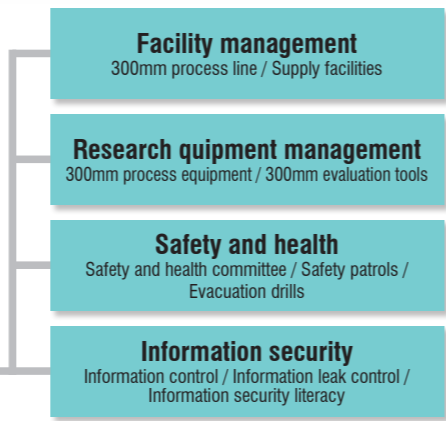 Facility management
300mm process line / Supply facilities
Research quipment management
300mm process equipment / 300mm evaluation tools
Safety and health
Safety and health committee / Safety patrols /
Evacuation drills
Information security
Information control / Information leak control /
Information security literacy